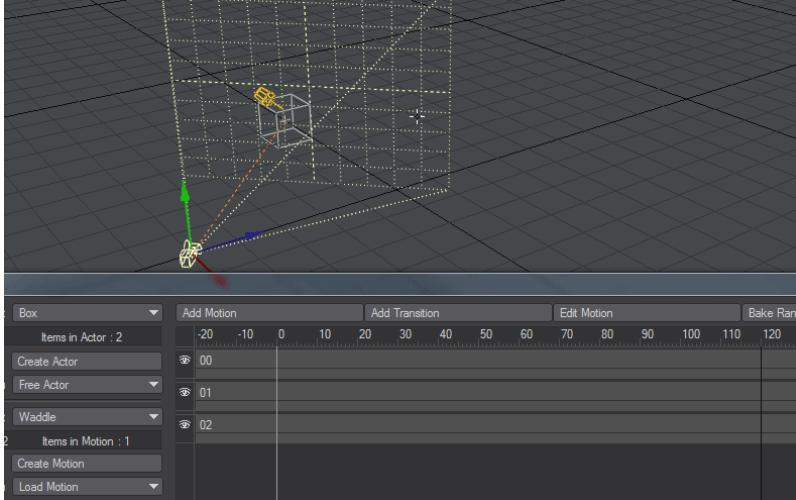 : Box Add Motion Add Transition Edit Motion Bake Ran
Items in Actor : 2 -20 -10 0 10 20 30 40 50 60 70 80 90 100 110 120
Create Actor 00
Free Actor 01
: Waddle 02
2 Items in Motion : 1
Create Motion
Load Motion